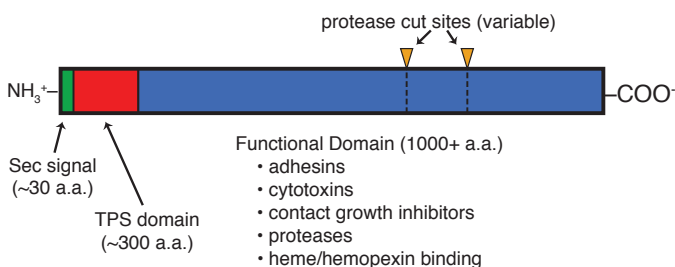 protease cut sites (variable)
NH₃⁺
COO⁻
Sec signal
(~30 a.a.)
TPS domain
(~300 a.a.)
Functional Domain (1000+ a.a.)
• adhesins
• cytotoxins
• contact growth inhibitors
• proteases
• heme/hemopexin binding